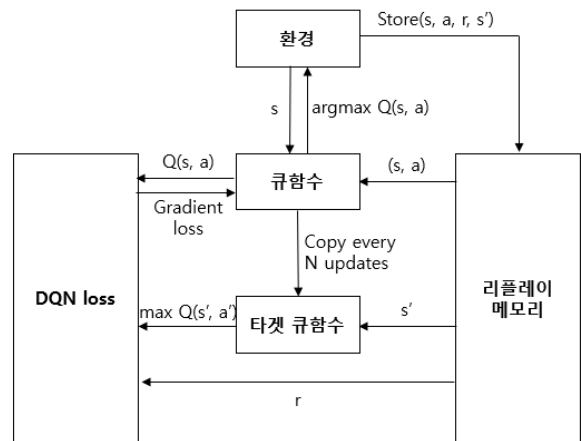 Store(s, a, r, s’)
환경
s
argmax Q(s, a)
Q(s, a)
큐함수
(s, a)
Gradient
loss
Copy every
N updates
DQN loss
리플레이
메모리
max Q(s’, a’)
타겟 큐함수
s’
r